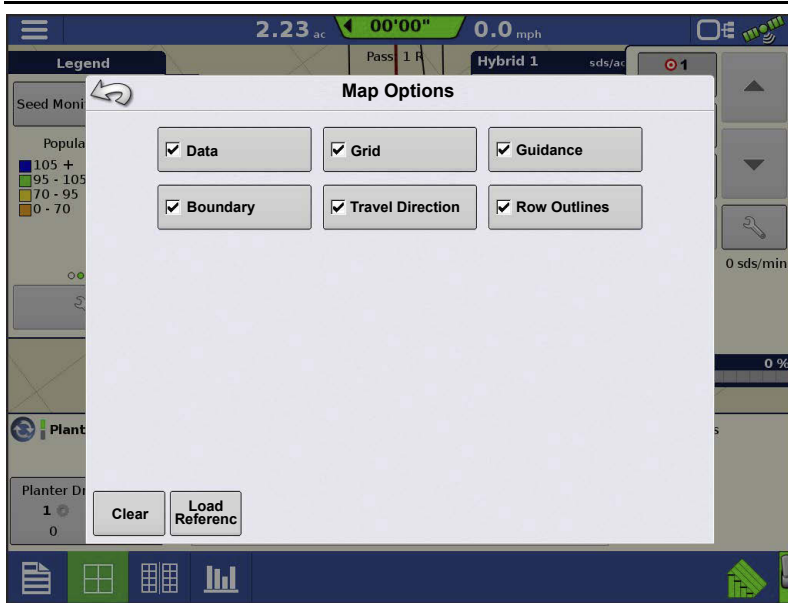 2.23 ac 00'00" 0.0 mph
Legend
Pass 1 R
Hybrid 1 sds/ac
1
Map Options
Seed Moni
Popula
105 +
95 - 105
70 - 95
0 - 70
Data
Grid
Guidance
Boundary
Travel Direction
Row Outlines
0 sds/min
0 %
Plant
s
Planter Dr
1
0
Clear
Load
Referenc